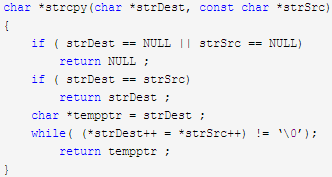 char *strcpy(char *strDest, const char *strSrc)
{
if ( strDest == NULL || strSrc == NULL)
return NULL ;
if ( strDest == strSrc)
return strDest ;
char *tempptr = strDest ;
while( (*strDest++ = *strSrc++) != ‘\0’);
return tempptr ;
}